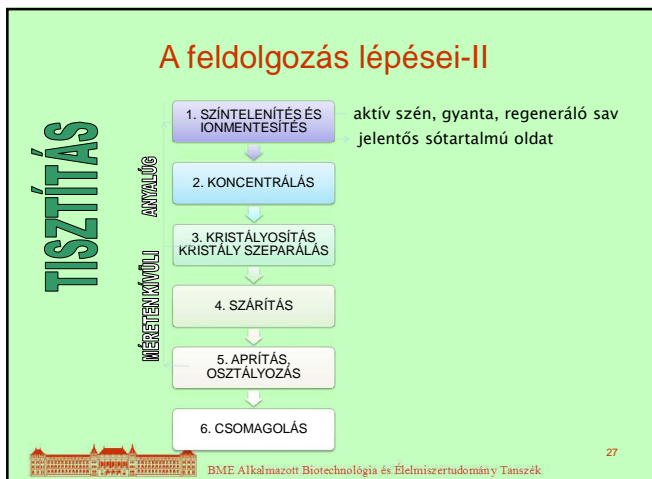 A feldolgozás lépései-II
TISZTÍTÁS
ANYALÚG
MÉRETEN KÍVÜLI
1. SZÍNTELENÍTÉS ÉS
IONMENTESÍTÉS
aktív szén, gyanta, regeneráló sav
jelentős sótartalmú oldat
2. KONCENTRÁLÁS
3. KRISTÁLYOSÍTÁS
KRISTÁLY SZEPARÁLÁS
4. SZÁRÍTÁS
5. APRÍTÁS,
OSZTÁLYOZÁS
6. CSOMAGOLÁS
27
BME Alkalmazott Biotechnológia és Élelmiszertudomány Tanszék